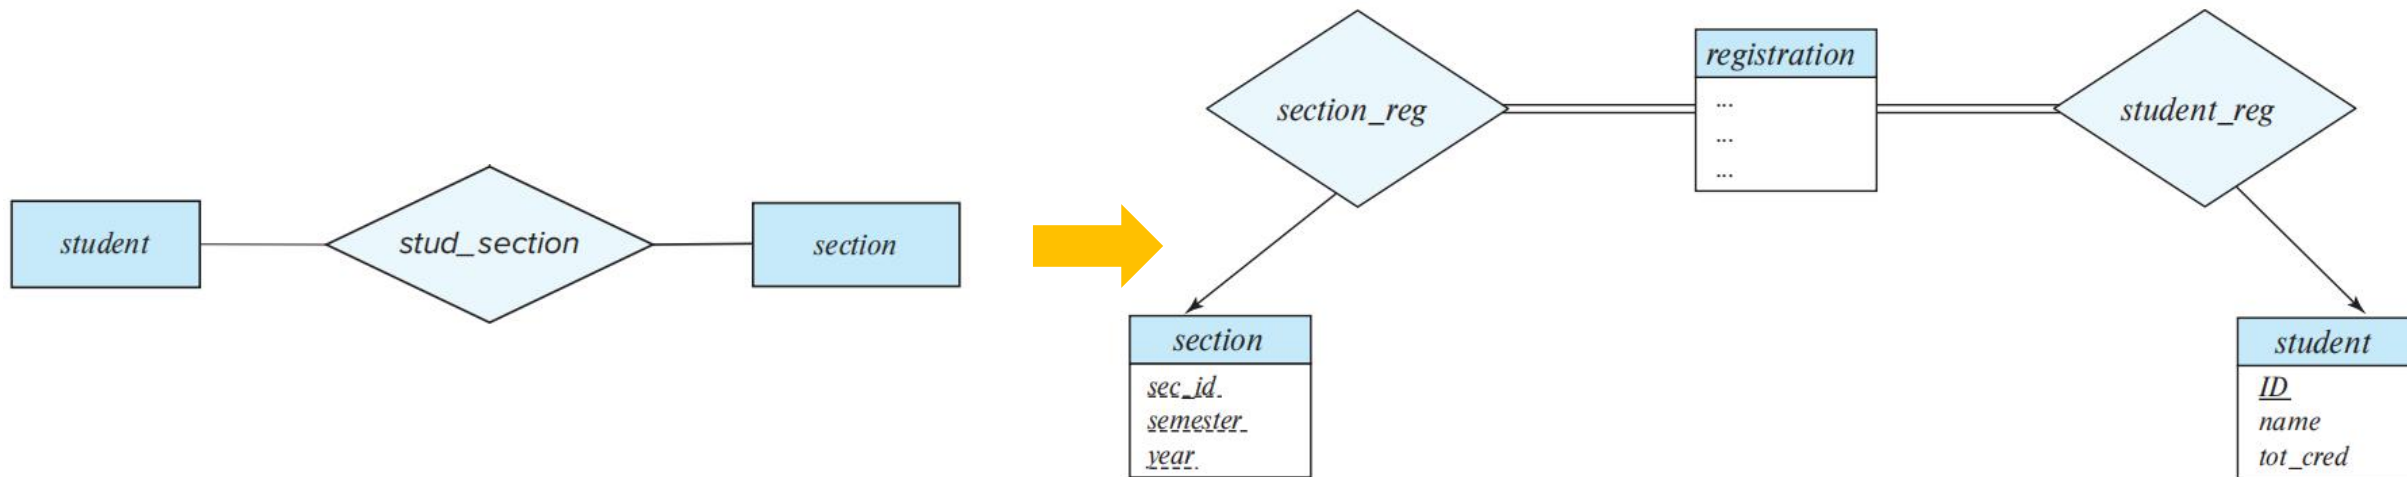 student
stud_section
section
section_reg
registration
...
...
...
student_reg
section
sec_id
semester
year
student
ID
name
tot_cred